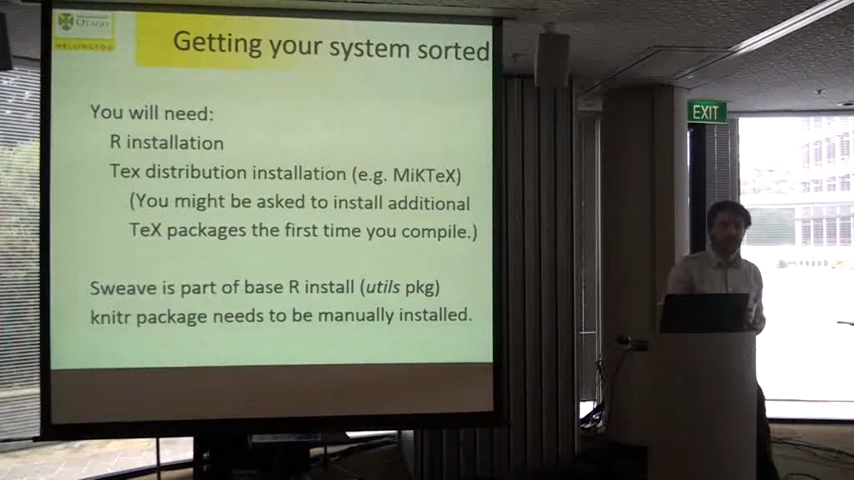 OTAGO
WELLINGTON
Getting your system sorted
You will need:
R installation
Tex distribution installation (e.g. MiKTeX)
(You might be asked to install additional
TeX packages the first time you compile.)
Sweave is part of base R install (utils pkg)
knitr package needs to be manually installed.
EXIT